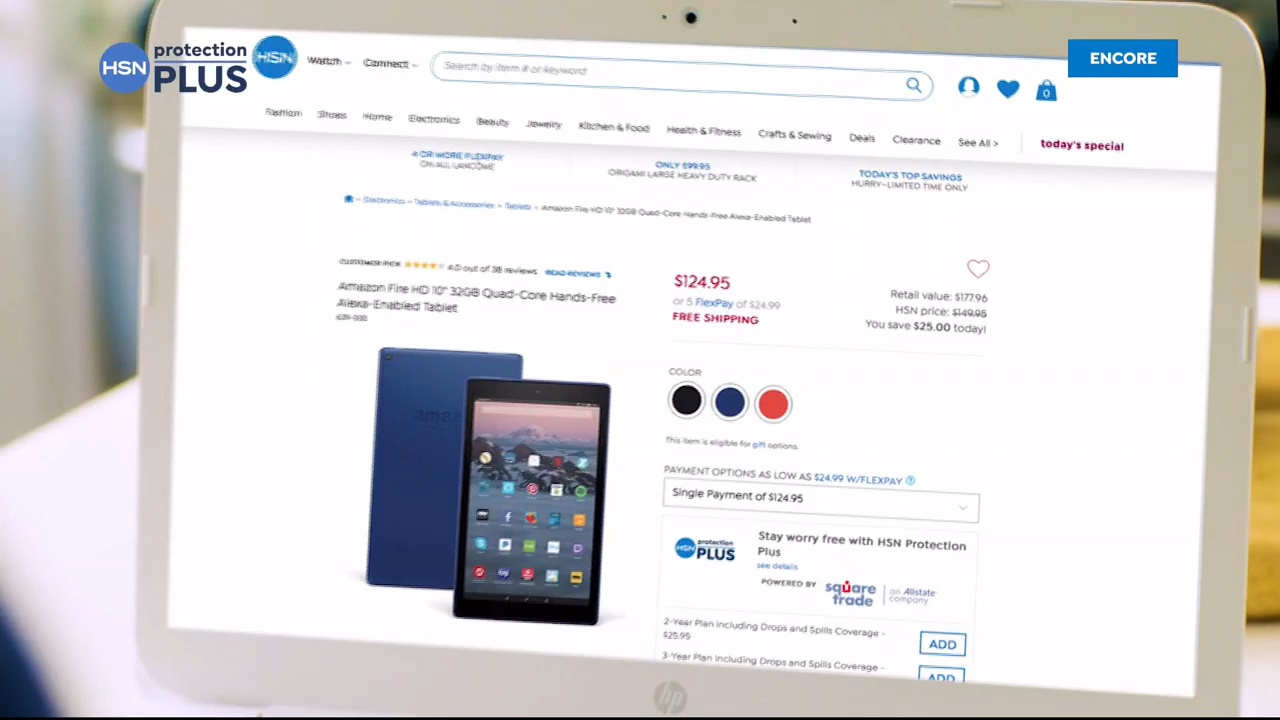 HSN protection PLUS
ENCORE
HSN
Watch
Connect
Search by item # or keyword
0
Fashion
Shoes
Home
Electronics
Beauty
Jewelry
Kitchen & Food
Health & Fitness
Crafts & Sewing
Deals
Clearance
See All >
today's special
4 OR MORE FLEXPAY
ON ALL LANCOME
ONLY $99.95
ORIGAMI LARGE HEAVY DUTY RACK
TODAY'S TOP SAVINGS
HURRY–LIMITED TIME ONLY
Electronics
Tablets & Accessories
Tablets
Amazon Fire HD 10" 32GB Quad-Core Hands-Free Alexa-Enabled Tablet
CUSTOMER PICK
4.0 out of 38 reviews
READ REVIEWS
Amazon Fire HD 10" 32GB Quad-Core Hands-Free
Alexa-Enabled Tablet
$124.95
or 5 FlexPay of $24.99
FREE SHIPPING
Retail value: $177.96
HSN price: $149.95
You save $25.00 today!
COLOR
This item is eligible for gift options.
PAYMENT OPTIONS AS LOW AS $24.99 W/FLEXPAY ?
Single Payment of $124.95
HSN protection PLUS
Stay worry free with HSN Protection
Plus
see details
POWERED BY
square trade
an Allstate company
2-Year Plan Including Drops and Spills Coverage -
$25.95
ADD
3-Year Plan Including Drops and Spills Coverage -
ADD
hp